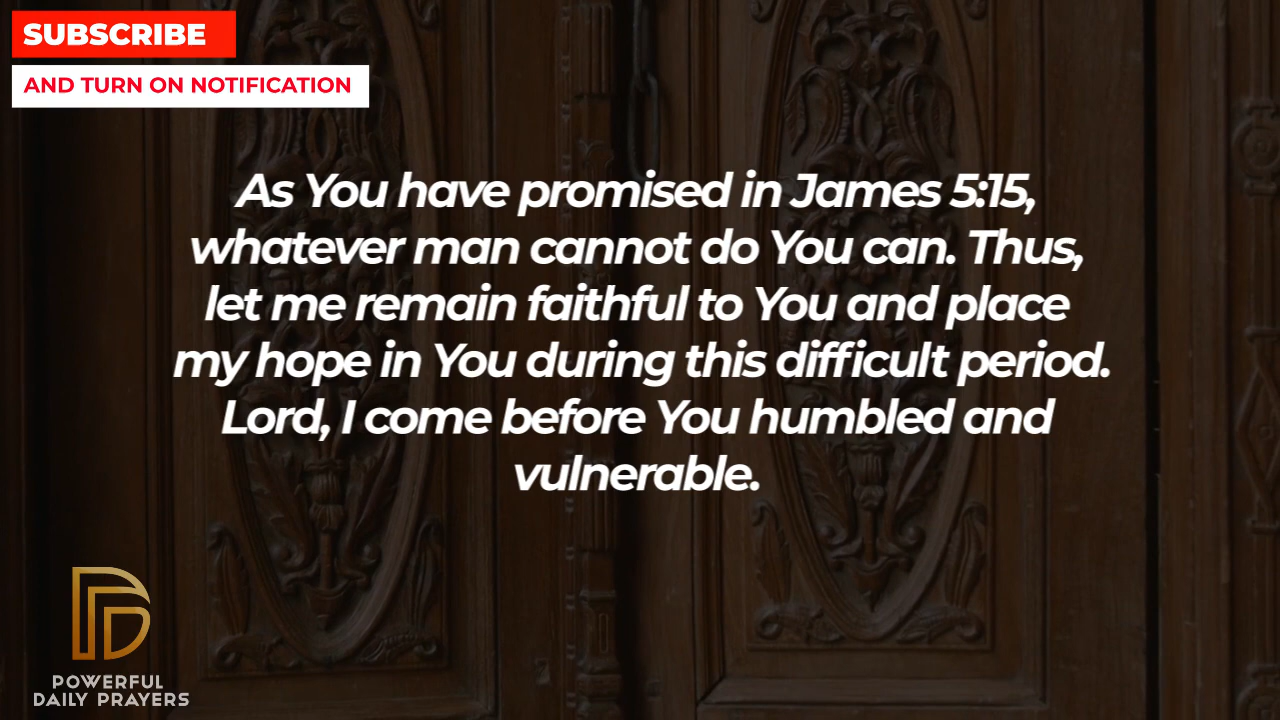 SUBSCRIBE
AND TURN ON NOTIFICATION
As You have promised in James 5:15,
whatever man cannot do You can. Thus,
let me remain faithful to You and place
my hope in You during this difficult period.
Lord, I come before You humbled and
vulnerable.
POWERFUL
DAILY PRAYERS